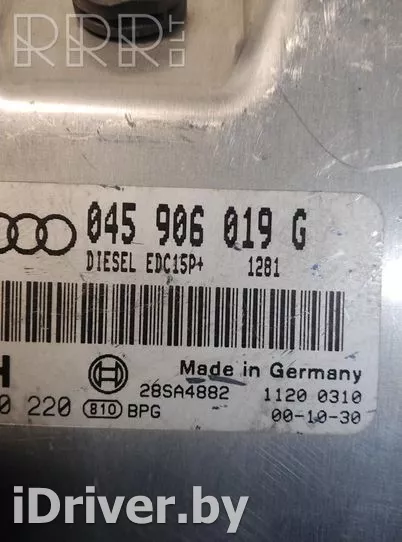 RRR.LT
045 906 019 G
DIESEL EDC15P+ 1281
H Made in Germany
28SA4882 1120 0310
0 220 810 BPG 00-10-30
iDriver.by